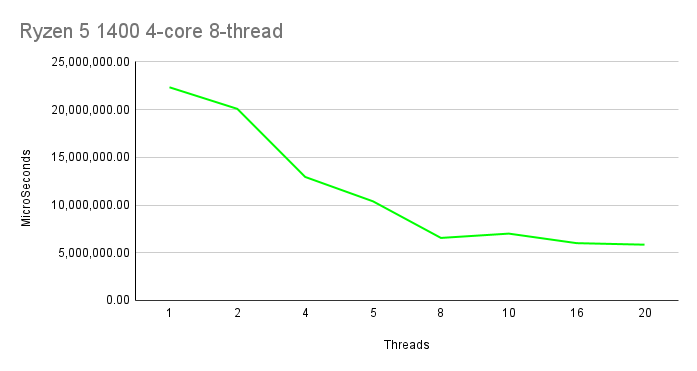 Ryzen 5 1400 4-core 8-thread
25,000,000.00
20,000,000.00
15,000,000.00
10,000,000.00
5,000,000.00
0.00
MicroSeconds
1 2 4 5 8 10 16 20
Threads